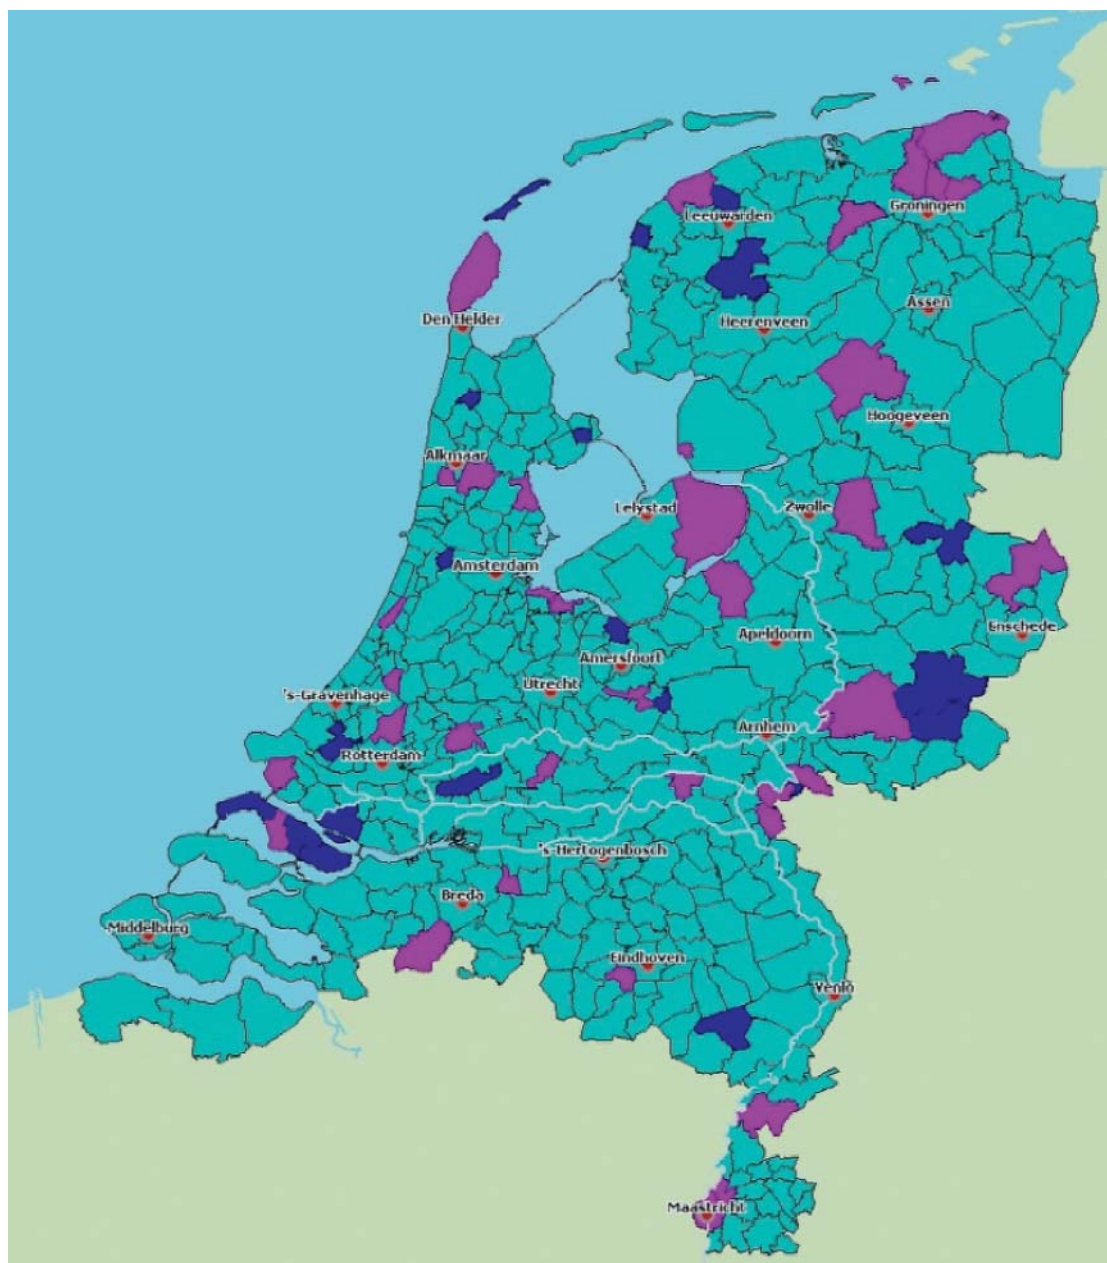 Leeuwarden
Groningen
Assen
Den Helder
Heerenveen
Hoogeveen
Alkmaar
Lelystad
Zwolle
Amsterdam
Enschede
Apeldoorn
Amersfoort
Utrecht
's-Gravenhage
Arnhem
Rotterdam
's-Hertogenbosch
Breda
Middelburg
Eindhoven
Venlo
Maastricht